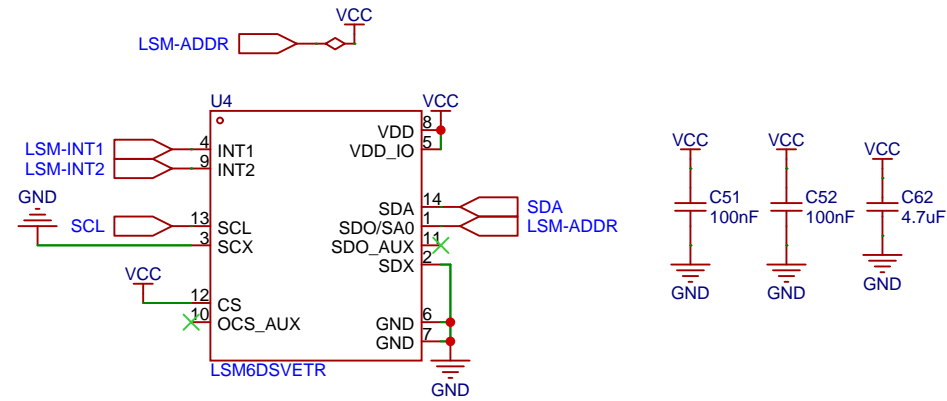 VCC
LSM-ADDR
U4
VCC
LSM-INT1
4
INT1
VDD
8
LSM-INT2
9
INT2
VDD_IO
5
VCC
VCC
VCC
GND
SCL
13
SCL
SDA
14
SDA
3
SCX
SDO/SA0
1
LSM-ADDR
SDO_AUX
11
SDX
2
C51
100nF
C52
100nF
C62
4.7uF
VCC
12
CS
10
OCS_AUX
GND
6
GND
7
GND
GND
GND
LSM6DSVETR
GND